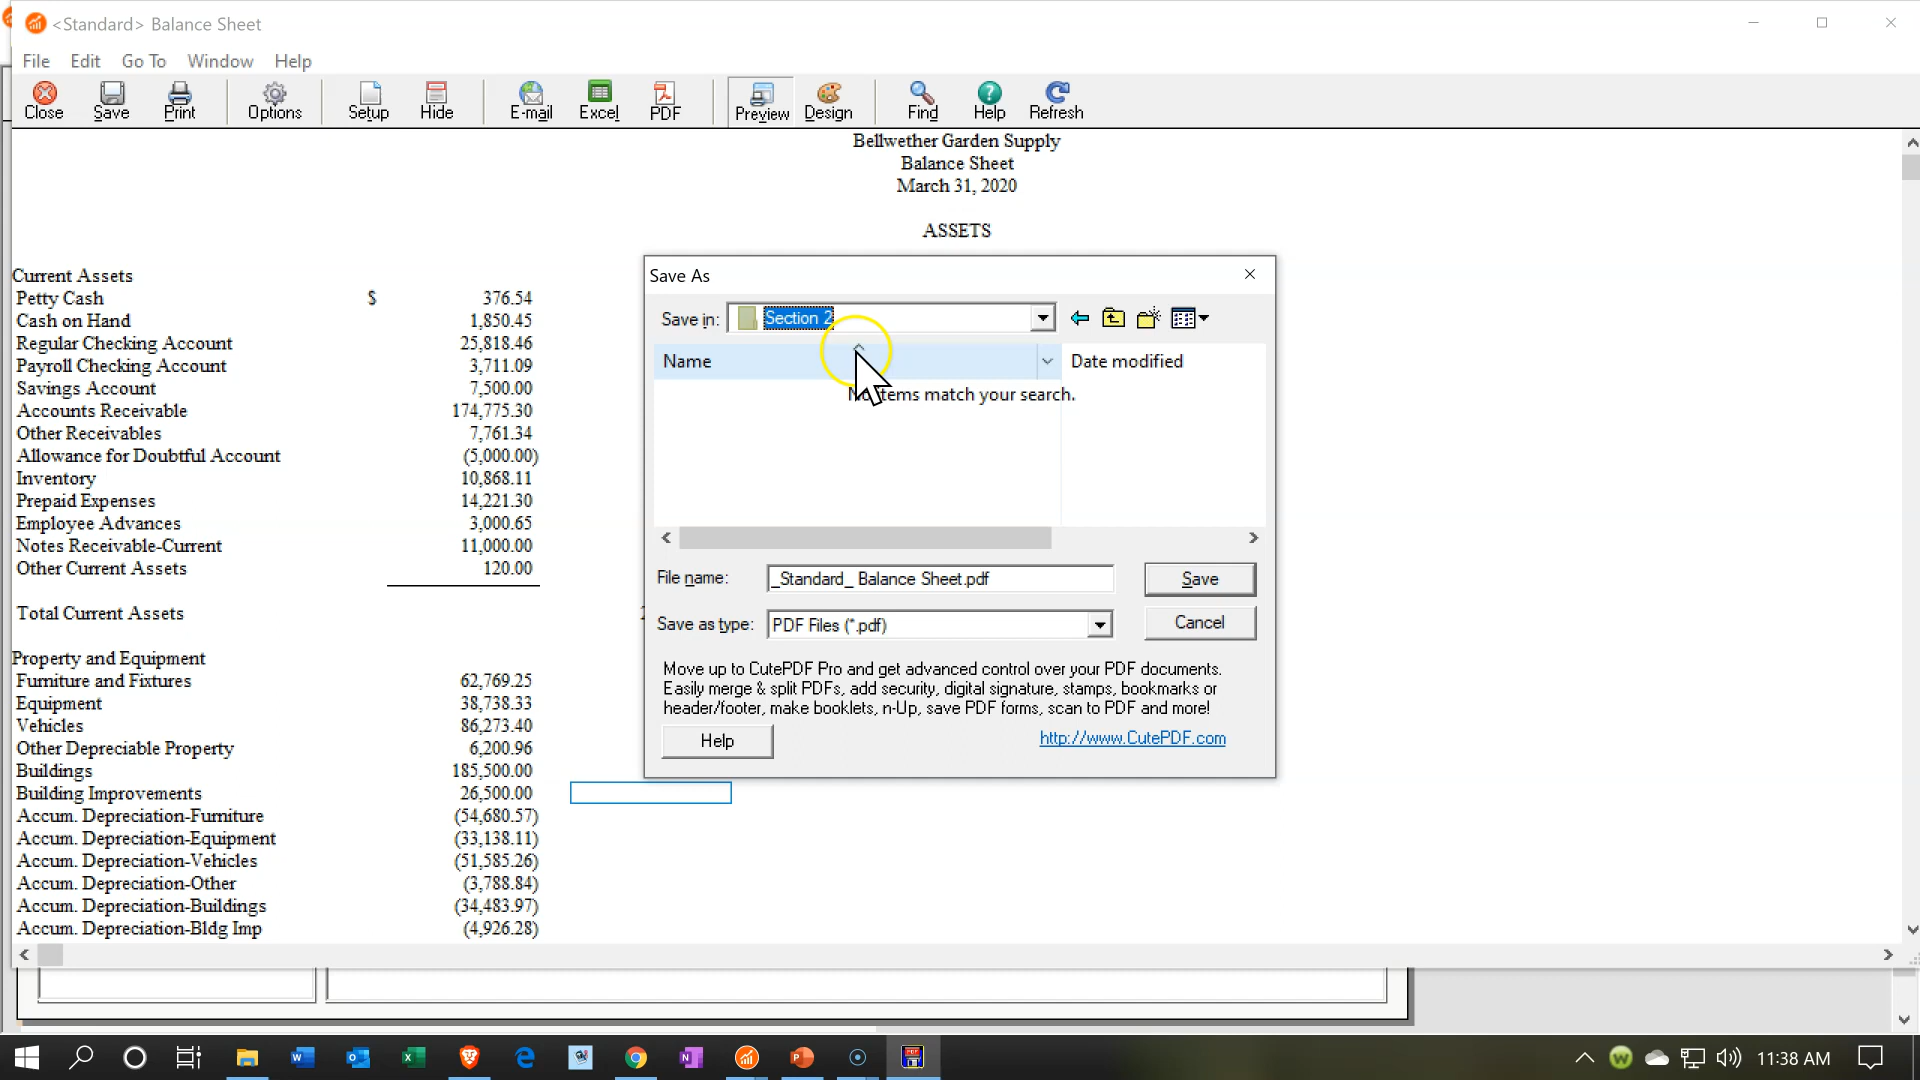 <Standard> Balance Sheet
File Edit Go To Window Help
Close Save Print Options Setup Hide E-mail Excel PDF Preview Design Find Help Refresh
Bellwether Garden Supply
Balance Sheet
March 31, 2020
ASSETS
Current Assets
Petty Cash $ 376.54
Cash on Hand 1,850.45
Regular Checking Account 25,818.46
Payroll Checking Account 3,711.09
Savings Account 7,500.00
Accounts Receivable 174,775.30
Other Receivables 7,761.34
Allowance for Doubtful Account (5,000.00)
Inventory 10,868.11
Prepaid Expenses 14,221.30
Employee Advances 3,000.65
Notes Receivable-Current 11,000.00
Other Current Assets 120.00
Total Current Assets
Property and Equipment
Furniture and Fixtures 62,769.25
Equipment 38,738.33
Vehicles 86,273.40
Other Depreciable Property 6,200.96
Buildings 185,500.00
Building Improvements 26,500.00
Accum. Depreciation-Furniture (54,680.57)
Accum. Depreciation-Equipment (33,138.11)
Accum. Depreciation-Vehicles (51,585.26)
Accum. Depreciation-Other (3,788.84)
Accum. Depreciation-Buildings (34,483.97)
Accum. Depreciation-Bldg Imp (4,926.28)
Save As
Save in: Section 2
Name Date modified
match your search.
File name: _Standard_ Balance Sheet.pdf Save
Save as type: PDF Files (*.pdf) Cancel
Move up to CutePDF Pro and get advanced control over your PDF documents.
Easily merge & split PDFs, add security, digital signature, stamps, bookmarks or
header/footer, make booklets, n-Up, save PDF forms, scan to PDF and more!
Help http://www.CutePDF.com
11:38 AM